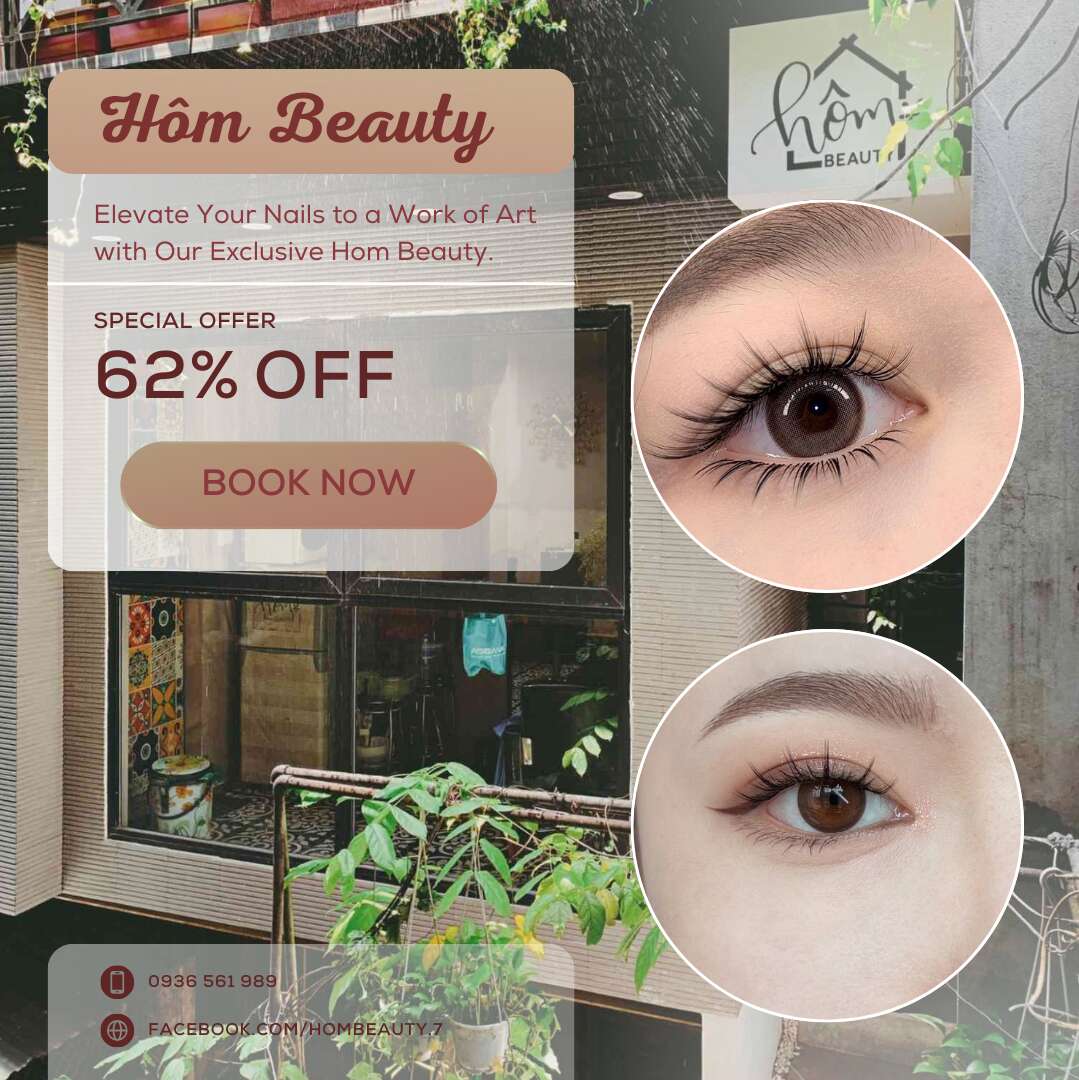 Hôm Beauty
hôm
BEAUTY
Elevate Your Nails to a Work of Art
with Our Exclusive Hom Beauty.
SPECIAL OFFER
62% OFF
BOOK NOW
0936 561 989
FACEBOOK.COM/HOMBEAUTY.7